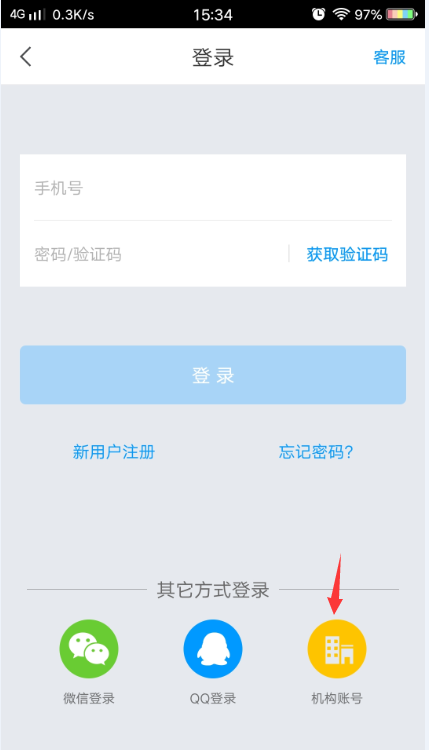 4G 0.3K/s 15:34 97%
登录 客服
手机号
密码/验证码 获取验证码
登 录
新用户注册 忘记密码?
其它方式登录
微信登录 QQ登录 机构账号